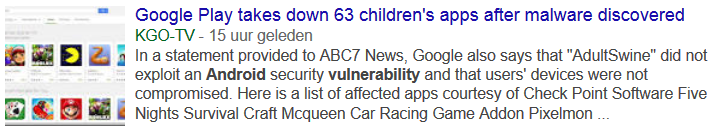 Google Play takes down 63 children's apps after malware discovered
KGO-TV - 15 uur geleden
In a statement provided to ABC7 News, Google also says that "AdultSwine" did not
exploit an Android security vulnerability and that users' devices were not
compromised. Here is a list of affected apps courtesy of Check Point Software Five
Nights Survival Craft Mcqueen Car Racing Game Addon Pixelmon ...